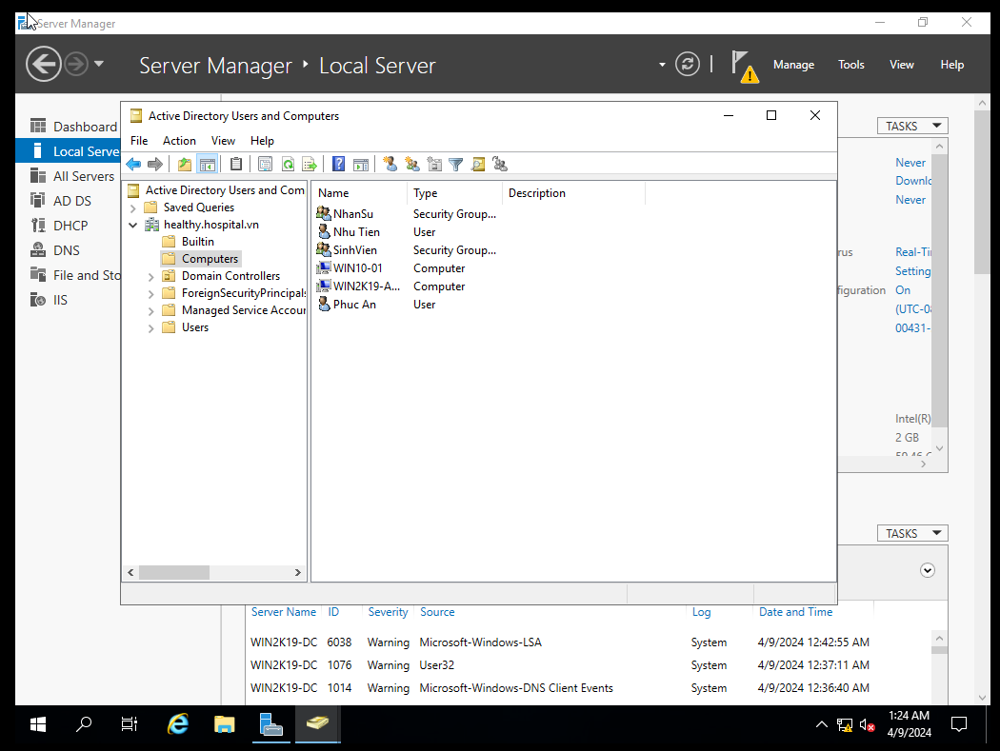 Server Manager
Server Manager
Local Server
Manage
Tools
View
Help
Dashboard
Local Serve
All Servers
AD DS
DHCP
DNS
File and Sto
IIS
Active Directory Users and Computers
File
Action
View
Help
Active Directory Users and Com
Saved Queries
healthy.hospital.vn
Builtin
Computers
Domain Controllers
ForeignSecurityPrincipals
Managed Service Accour
Users
Name
Type
Description
NhanSu
Security Group...
Nhu Tien
User
SinhVien
Security Group...
WIN10-01
Computer
WIN2K19-A...
Computer
Phuc An
User
TASKS
Never
Downlo
Never
rus
Real-Tir
Setting
figuration
On
(UTC-08
00431-
Intel(R)
2 GB
TASKS
Server Name
ID
Severity
Source
Log
Date and Time
WIN2K19-DC
6038
Warning
Microsoft-Windows-LSA
System
4/9/2024 12:42:55 AM
WIN2K19-DC
1076
Warning
User32
System
4/9/2024 12:37:11 AM
WIN2K19-DC
1014
Warning
Microsoft-Windows-DNS Client Events
System
4/9/2024 12:36:40 AM
1:24 AM
4/9/2024